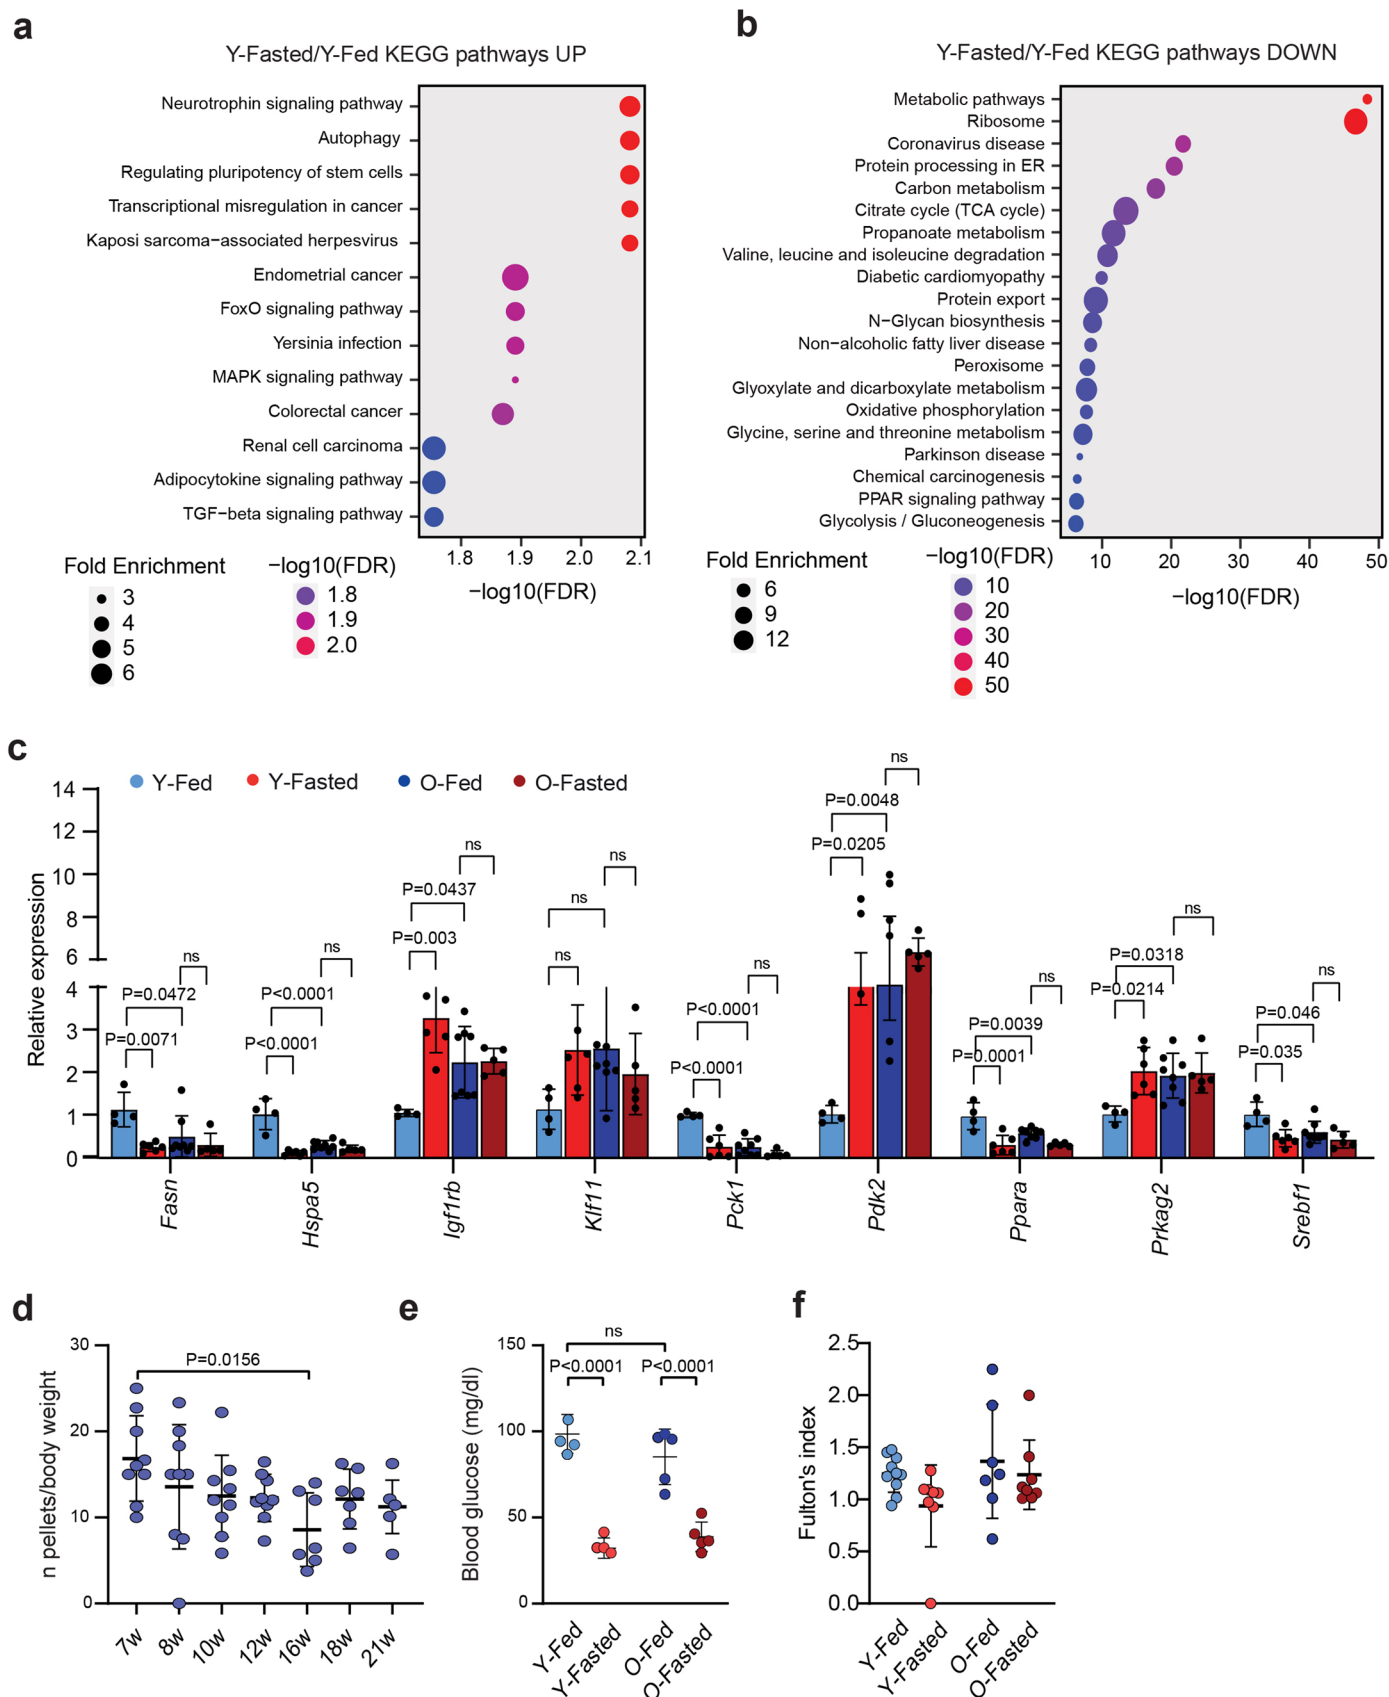 a
Y-Fasted/Y-Fed KEGG pathways UP
Neurotrophin signaling pathway
Autophagy
Regulating pluripotency of stem cells
Transcriptional misregulation in cancer
Kaposi sarcoma−associated herpesvirus
Endometrial cancer
FoxO signaling pathway
Yersinia infection
MAPK signaling pathway
Colorectal cancer
Renal cell carcinoma
Adipocytokine signaling pathway
TGF−beta signaling pathway
1.8 1.9 2.0 2.1
−log10(FDR)
Fold Enrichment
3
4
5
6
−log10(FDR)
1.8
1.9
2.0
b
Y-Fasted/Y-Fed KEGG pathways DOWN
Metabolic pathways
Ribosome
Coronavirus disease
Protein processing in ER
Carbon metabolism
Citrate cycle (TCA cycle)
Propanoate metabolism
Valine, leucine and isoleucine degradation
Diabetic cardiomyopathy
Protein export
N−Glycan biosynthesis
Non−alcoholic fatty liver disease
Peroxisome
Glyoxylate and dicarboxylate metabolism
Oxidative phosphorylation
Glycine, serine and threonine metabolism
Parkinson disease
Chemical carcinogenesis
PPAR signaling pathway
Glycolysis / Gluconeogenesis
10 20 30 40 50
−log10(FDR)
Fold Enrichment
6
9
12
−log10(FDR)
10
20
30
40
50
c
Y-Fed Y-Fasted O-Fed O-Fasted
Relative expression
14
12
10
8
6
4
3
2
1
0
P=0.0472
P=0.0071
ns
P<0.0001
P<0.0001
ns
P=0.0437
P=0.003
ns
ns
ns
ns
P<0.0001
P<0.0001
ns
P=0.0048
P=0.0205
ns
P=0.0039
P=0.0001
ns
P=0.0318
P=0.0214
ns
P=0.046
P=0.035
ns
Fasn
Hspa5
Igf1rb
Klf11
Pck1
Pdk2
Ppara
Prkag2
Srebf1
d
n pellets/body weight
30
20
10
0
P=0.0156
7w
8w
10w
12w
16w
18w
21w
e
Blood glucose (mg/dl)
150
100
50
0
ns
P<0.0001 P<0.0001
Y-Fed
Y-Fasted
O-Fed
O-Fasted
f
Fulton's index
2.5
2.0
1.5
1.0
0.5
0.0
Y-Fed
Y-Fasted
O-Fed
O-Fasted